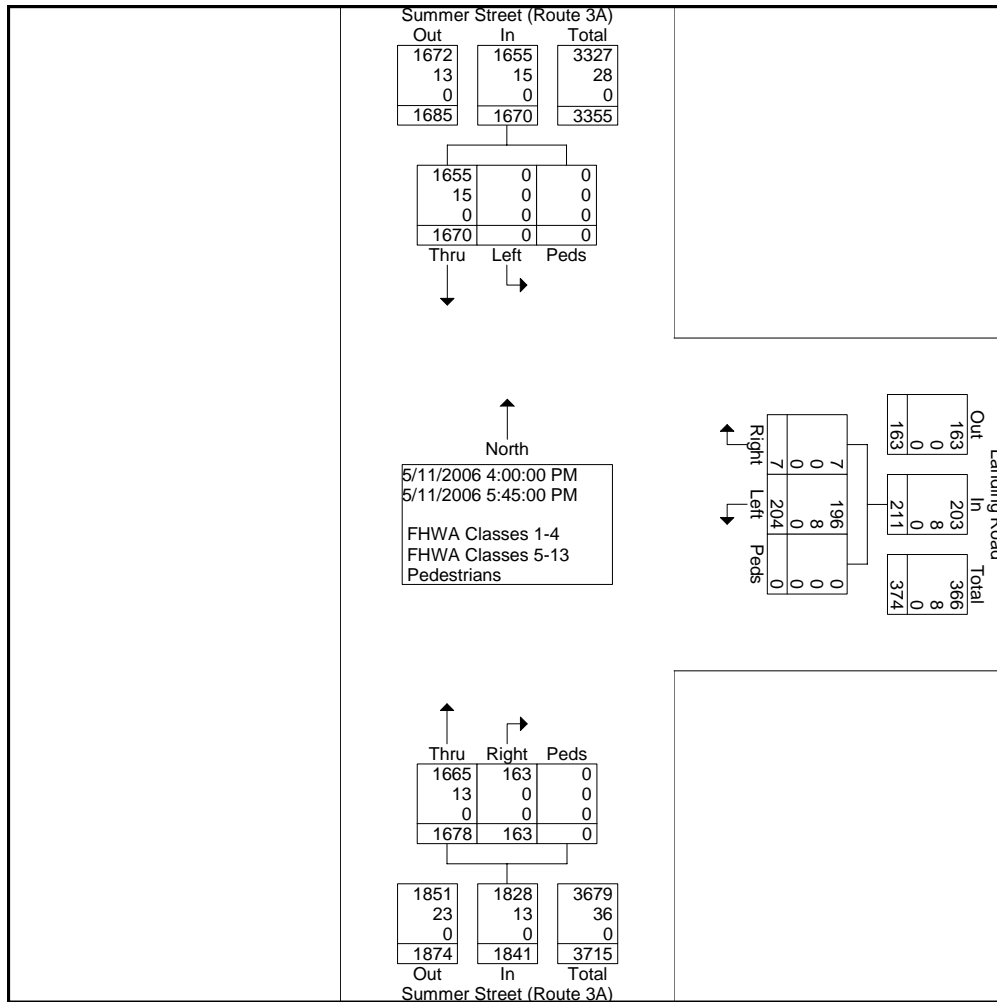 Summer Street (Route 3A)
Out In Total
1672 1655 3327
13 15 28
0 0 0
1685 1670 3355
1655 0 0
15 0 0
0 0 0
1670 0 0
Thru Left Peds
North
5/11/2006 4:00:00 PM
5/11/2006 5:45:00 PM
FHWA Classes 1-4
FHWA Classes 5-13
Pedestrians
Landing Road
Out In Total
163 203 366
0 8 8
0 0 0
163 211 374
7 196 0
0 8 0
0 0 0
7 204 0
Right Left Peds
Thru Right Peds
1665 163 0
13 0 0
0 0 0
1678 163 0
1851 1828 3679
23 13 36
0 0 0
1874 1841 3715
Out In Total
Summer Street (Route 3A)